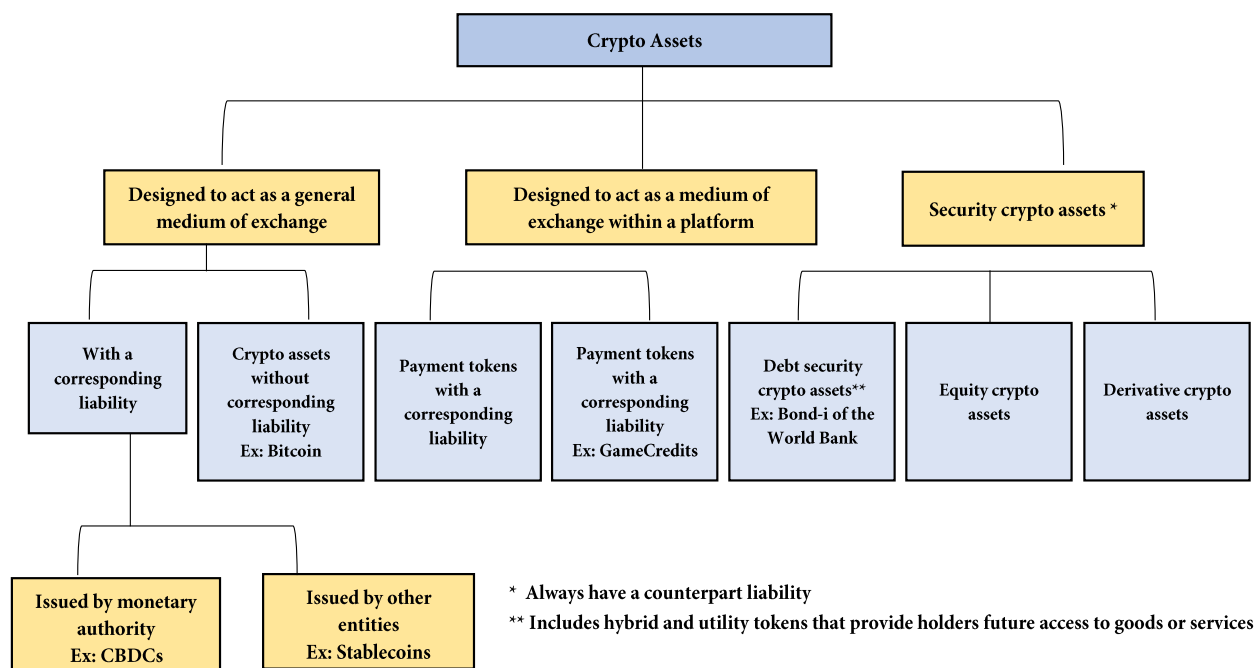 Crypto Assets
Designed to act as a general
medium of exchange
Designed to act as a medium of
exchange within a platform
Security crypto assets *
With a
corresponding
liability
Crypto assets
without
corresponding
liability
Ex: Bitcoin
Payment tokens
with a
corresponding
liability
Payment tokens
with a
corresponding
liability
Ex: GameCredits
Debt security
crypto assets**
Ex: Bond-i of the
World Bank
Equity crypto
assets
Derivative crypto
assets
Issued by monetary
authority
Ex: CBDCs
Issued by other
entities
Ex: Stablecoins
* Always have a counterpart liability
** Includes hybrid and utility tokens that provide holders future access to goods or services